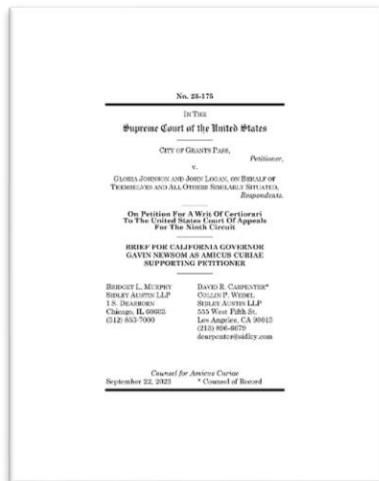 No. 23-175
IN THE
Supreme Court of the United States
CITY OF GRANTS PASS,
Petitioner,
v.
GLORIA JOHNSON AND JOHN LOGAN, ON BEHALF OF
THEMSELVES AND ALL OTHERS SIMILARLY SITUATED,
Respondents.
On Petition For A Writ Of Certiorari
To The United States Court Of Appeals
For The Ninth Circuit
BRIEF FOR CALIFORNIA GOVERNOR
GAVIN NEWSOM AS AMICUS CURIAE
SUPPORTING PETITIONER
BRIDGET L. MURPHY
SIDLEY AUSTIN LLP
1 S. DEARBORN
Chicago, IL 60603
(312) 853-7000
DAVID R. CARPENTER*
COLLIN P. WEDEL
SIDLEY AUSTIN LLP
555 West Fifth St.
Los Angeles, CA 90013
(213) 896-6679
drcarpenter@sidley.com
Counsel for Amicus Curiae
September 22, 2023 * Counsel of Record